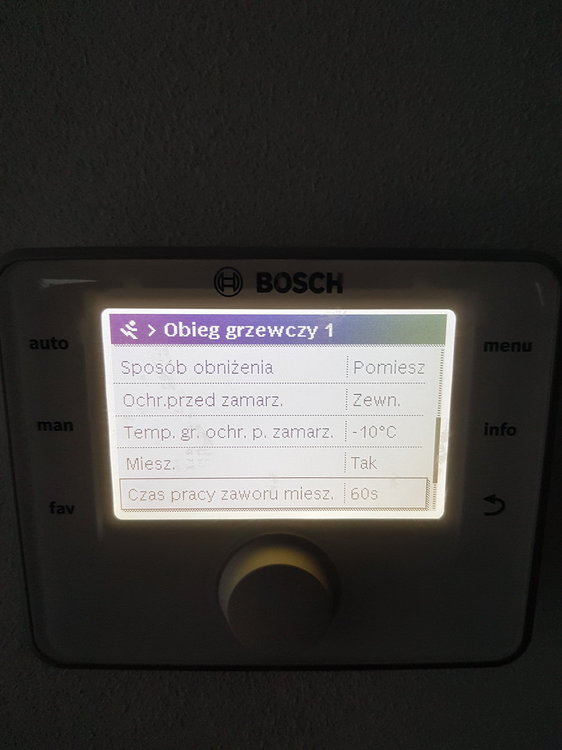 BOSCH
> Obieg grzewczy 1
Sposób obniżenia Pomiesz
Ochr.przed zamarz. Zewn.
Temp. gr. ochr. p. zamarz. -10°C
Miesz. Tak
Czas pracy zaworu miesz. 60s
auto
man
fav
menu
info